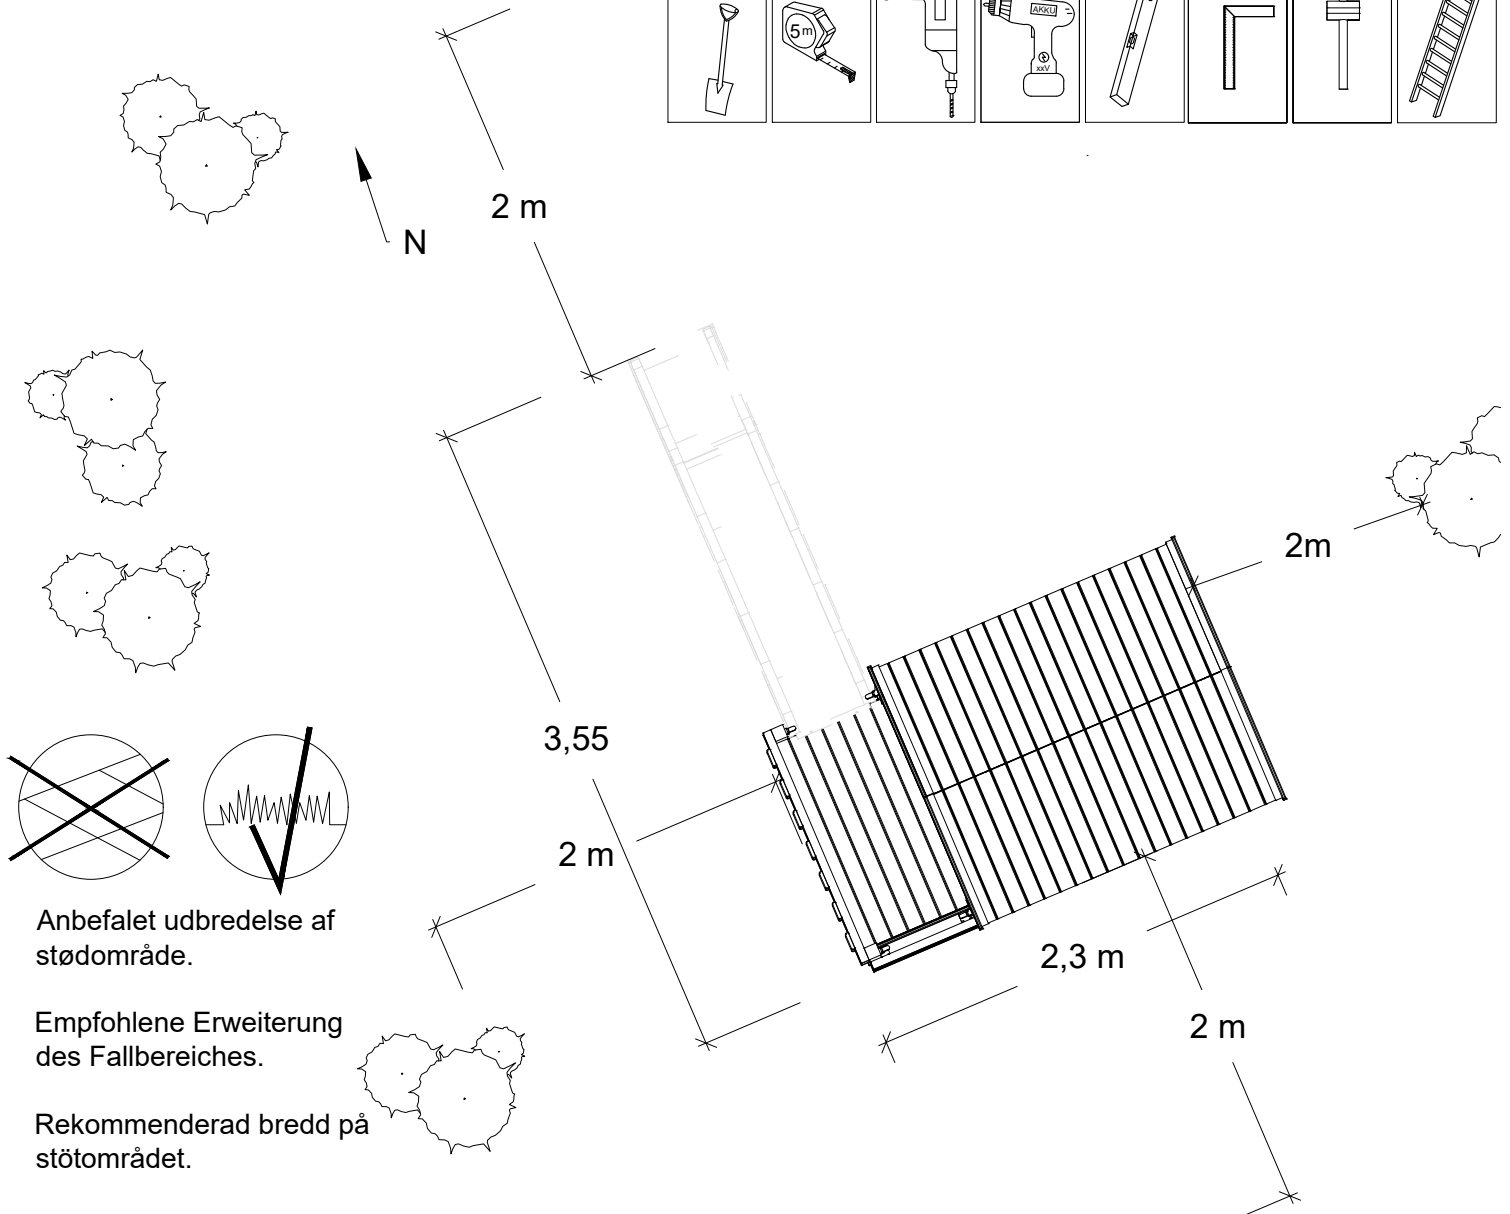 5m
AKKU
xxV
2 m
N
2m
3,55
2 m
2,3 m
2 m
Anbefalet udbredelse af
stødområde.
Empfohlene Erweiterung
des Fallbereiches.
Rekommenderad bredd på
stötområdet.